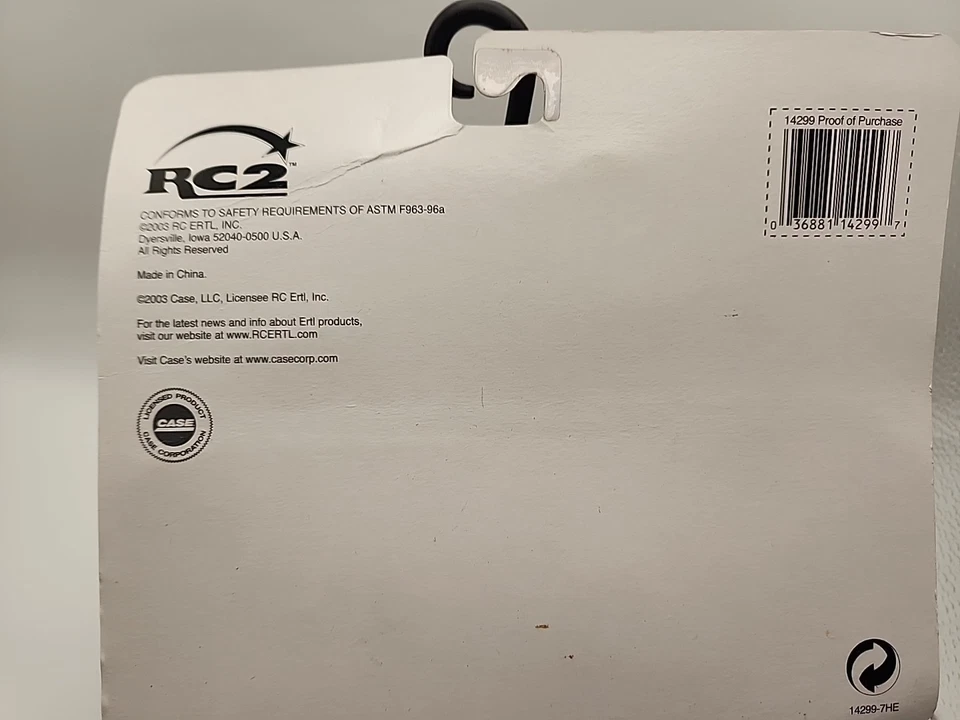 RC2™
CONFORMS TO SAFETY REQUIREMENTS OF ASTM F963-96a
©2003 RC ERTL, INC.
Dyersville, Iowa 52040-0500 U.S.A.
All Rights Reserved
Made in China.
©2003 Case, LLC, Licensee RC Ertl, Inc.
For the latest news and info about Ertl products,
visit our website at www.RCERTL.com
Visit Case's website at www.casecorp.com
LICENSED PRODUCT
CASE
CASE CORPORATION
14299 Proof of Purchase
0 36881 14299 7
14299-7HE